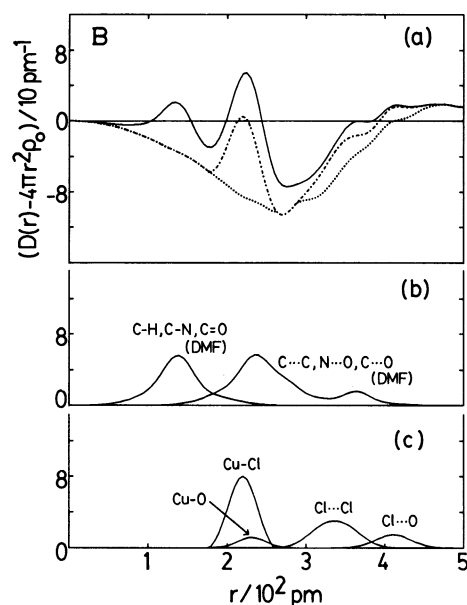 B
(a)
8
0
-8
(D(r)-4πr²ρ₀)/10 pm⁻¹
(b)
8
0
C-H, C-N, C=O
(DMF)
C···C, N···O, C···O
(DMF)
(c)
8
0
Cu-Cl
Cu-O
Cl···Cl
Cl···O
1 2 3 4 5
r/10² pm